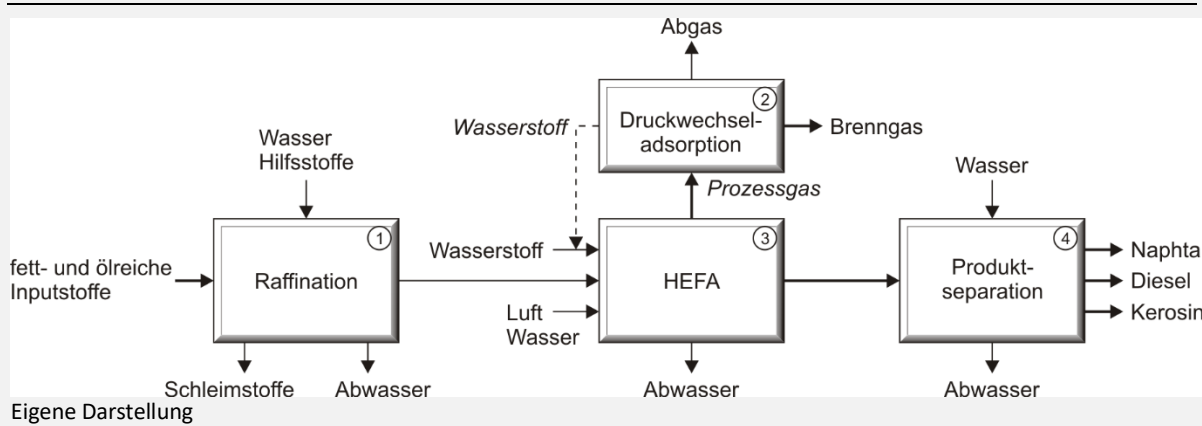 Abgas
Wasser
Hilfsstoffe
Wasserstoff
Druckwechsel-
adsorption
2
Brenngas
Prozessgas
Wasser
fett- und ölreiche
Inputstoffe
Raffination
1
Wasserstoff
Luft
Wasser
HEFA
3
Produkt-
separation
4
Naphta
Diesel
Kerosin
Schleimstoffe
Abwasser
Abwasser
Abwasser
Eigene Darstellung